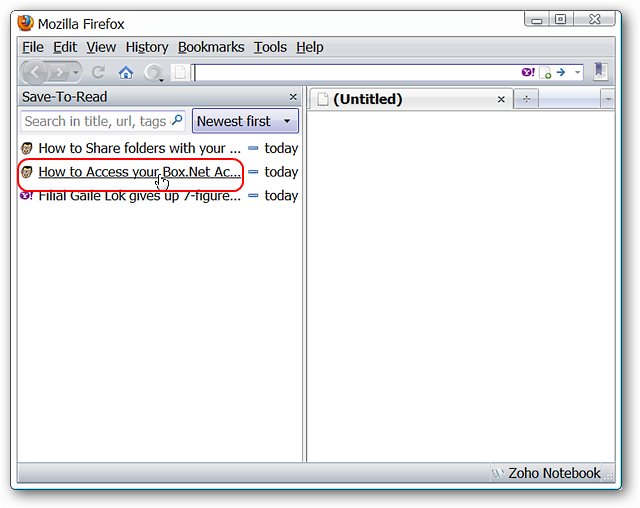 Mozilla Firefox
File Edit View History Bookmarks Tools Help
Save-To-Read
(Untitled)
Search in title, url, tags
Newest first
How to Share folders with your ... today
How to Access your Box.Net Ac... today
Filial Gaile Lok gives up 7-figure... today
Zoho Notebook